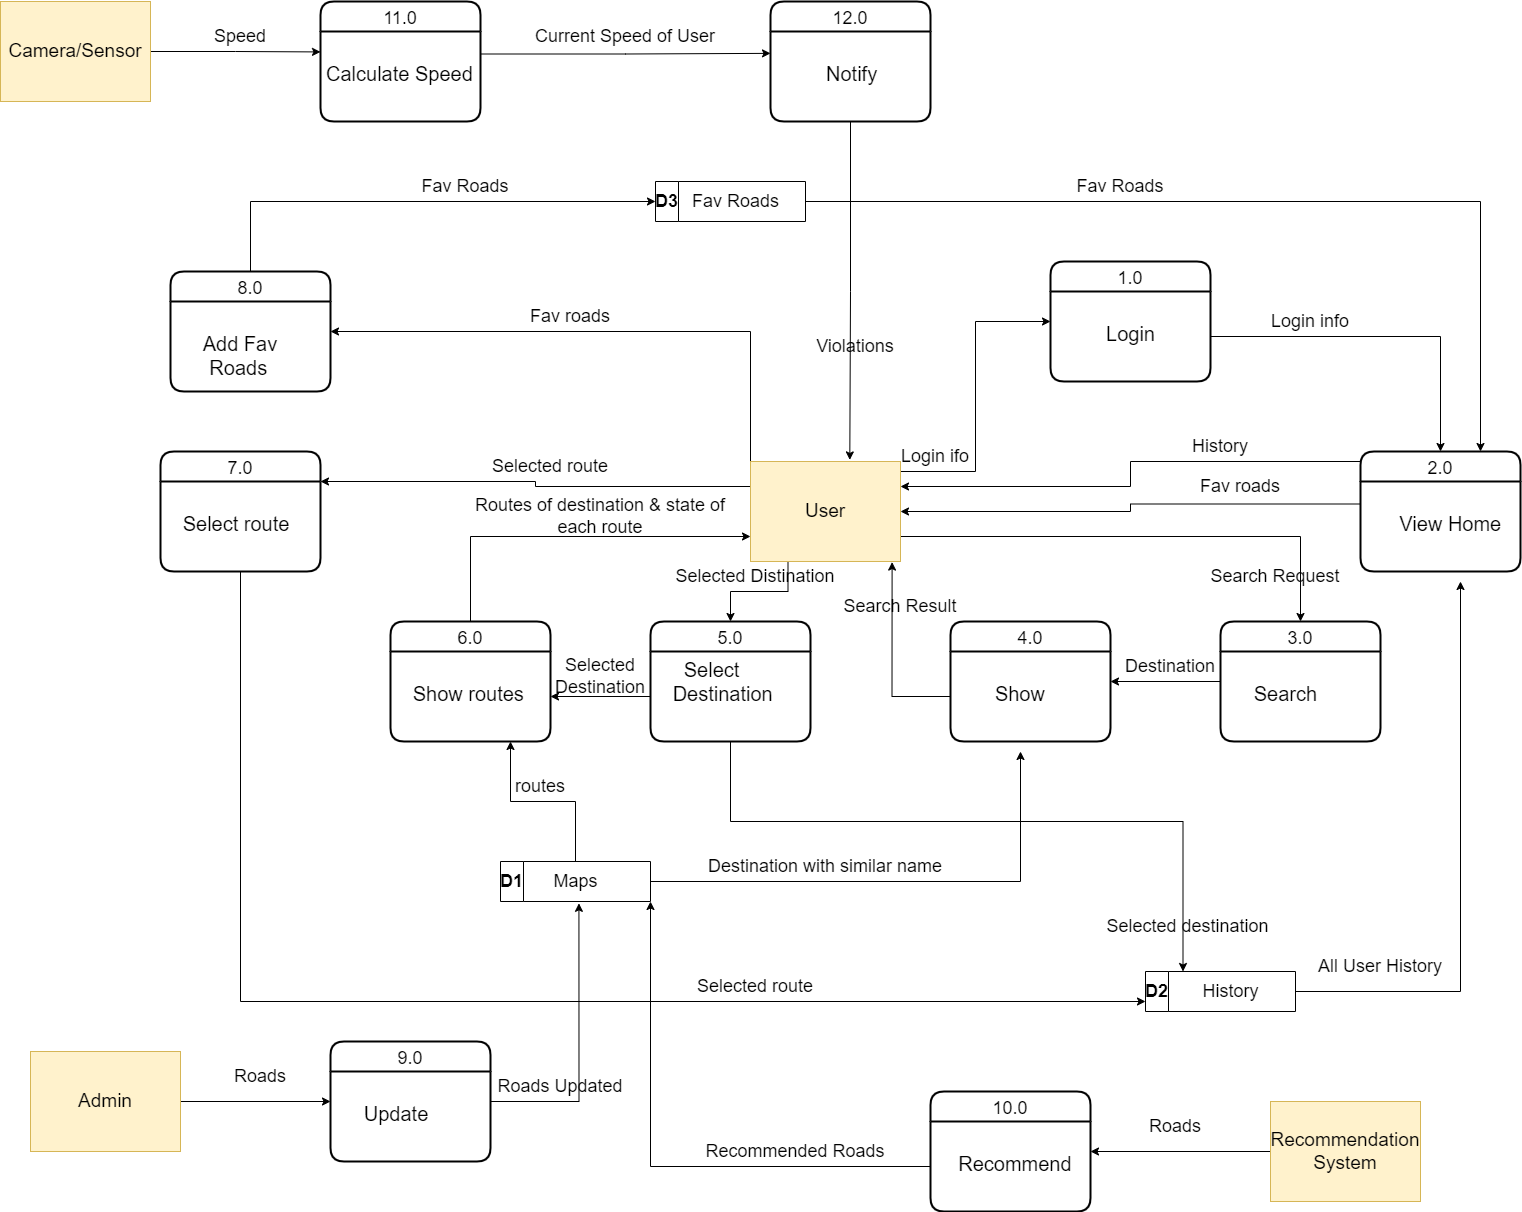 11.0
12.0
Camera/Sensor
Speed
Calculate Speed
Current Speed of User
Notify
Fav Roads
D3
Fav Roads
Fav Roads
8.0
Add Fav
Roads
Fav roads
Violations
1.0
Login
Login info
7.0
Select route
Selected route
Routes of destination & state of
each route
User
Login ifo
History
Fav roads
2.0
View Home
Selected Distination
Search Result
Search Request
6.0
Show routes
Selected
Destination
5.0
Select
Destination
4.0
Show
Destination
3.0
Search
routes
D1
Maps
Destination with similar name
Selected destination
All User History
Selected route
D2
History
Admin
Roads
9.0
Update
Roads Updated
Recommended Roads
10.0
Recommend
Roads
Recommendation
System